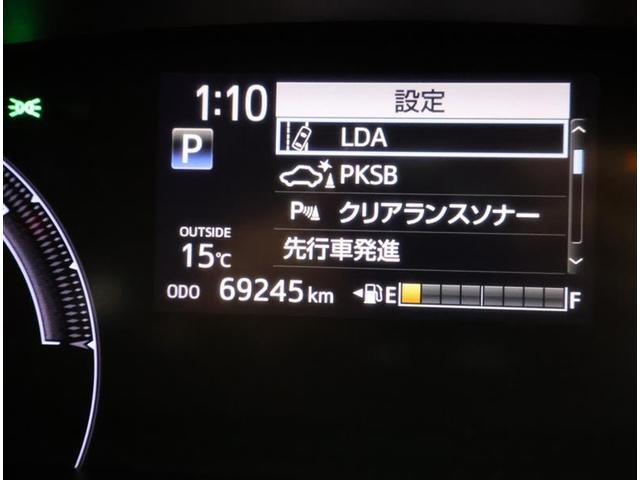 1:10
設定
LDA
P
PKSB
P クリアランスソナー
OUTSIDE
15℃
先行車発進
ODO 69245 km
E F